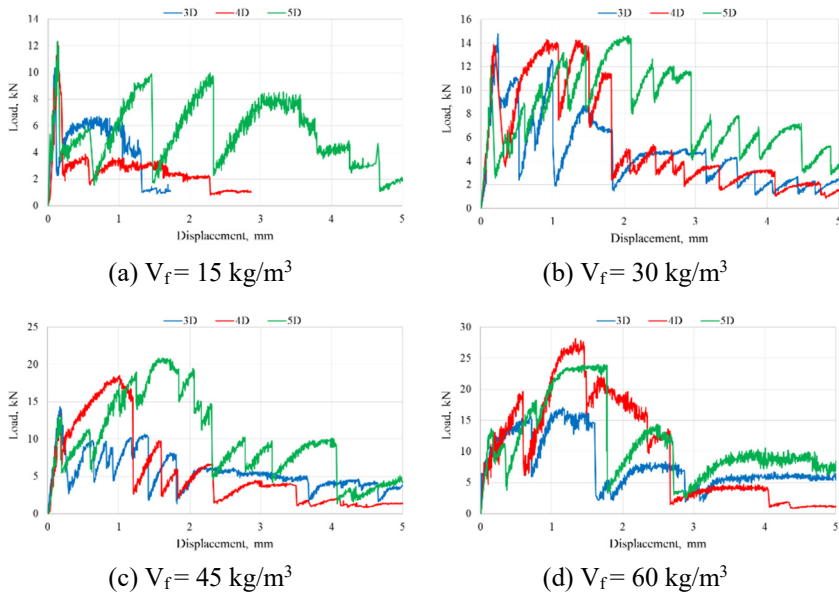 3D 4D 5D
14
12
10
8
6
4
2
0
Load, kN
0 1 2 3 4 5
Displacement, mm
(a) V_f = 15 kg/m³
3D 4D 5D
16
14
12
10
8
6
4
2
0
Load, kN
0 1 2 3 4 5
Displacement, mm
(b) V_f = 30 kg/m³
3D 4D 5D
25
20
15
10
5
0
Load, kN
0 1 2 3 4 5
Displacement, mm
(c) V_f = 45 kg/m³
3D 4D 5D
30
25
20
15
10
5
0
Load, kN
0 1 2 3 4 5
Displacement, mm
(d) V_f = 60 kg/m³